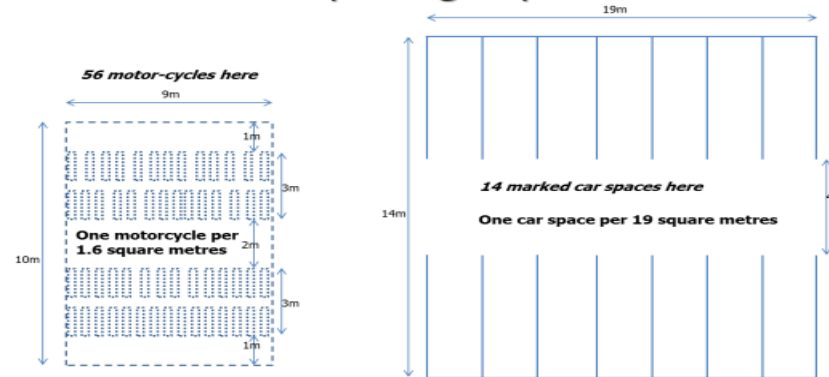 19m
56 motor-cycles here
9m
1m
3m
14 marked car spaces here
14m
One car space per 19 square metres
One motorcycle per
1.6 square metres
2m
10m
3m
1m